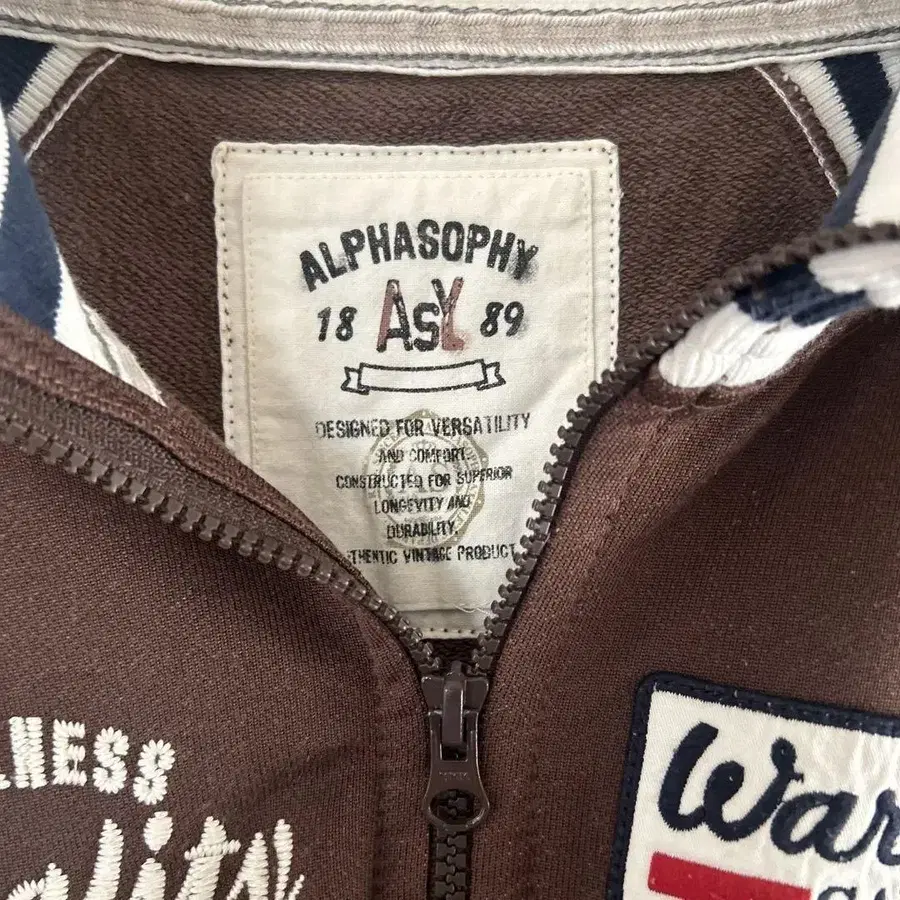 ALPHASOPHY
18 ASY 89
DESIGNED FOR VERSATILITY
AND COMFORT.
CONSTRUCTED FOR SUPERIOR
LONGEVITY AND
DURABILITY.
THENTIC VINTAGE PRODUCT
LNESS
War